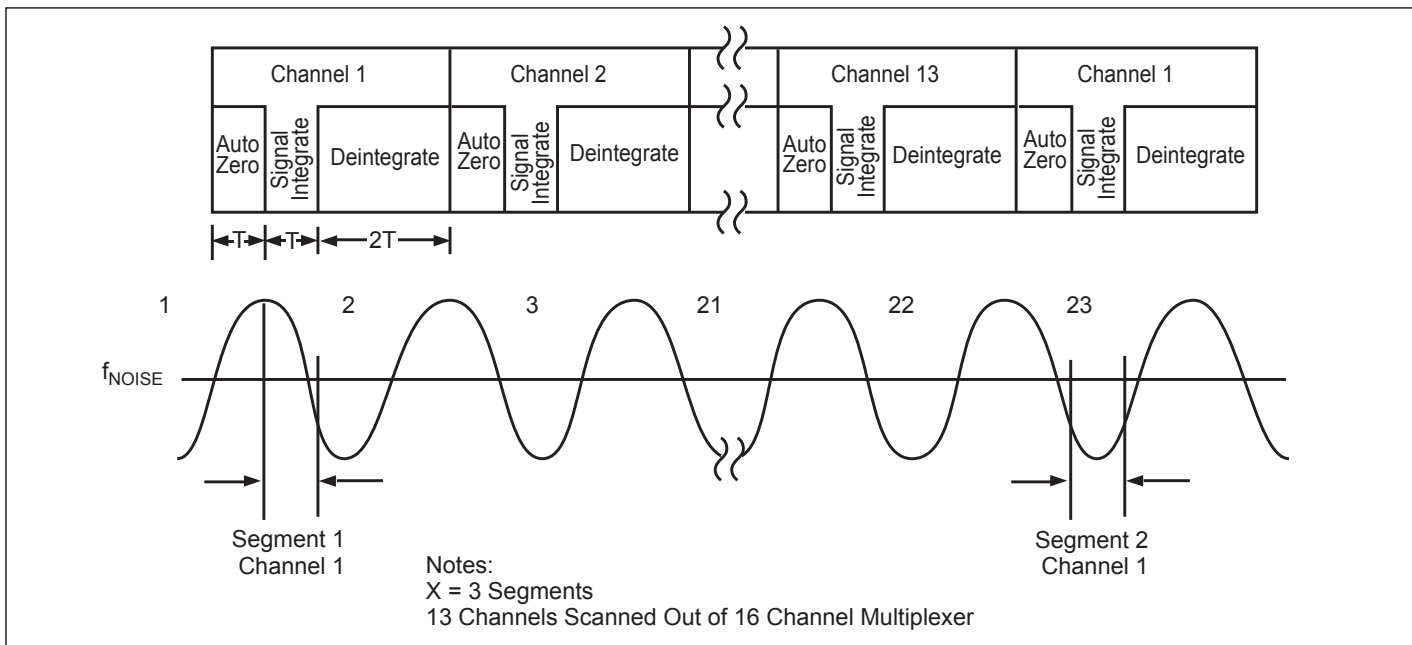 Channel 1
Channel 2
Channel 13
Channel 1
Auto
Zero
Signal
Integrate
Deintegrate
Auto
Zero
Signal
Integrate
Deintegrate
Auto
Zero
Signal
Integrate
Deintegrate
Auto
Zero
Signal
Integrate
Deintegrate
T
T
2T
1
2
3
21
22
23
fNOISE
Segment 1
Channel 1
Segment 2
Channel 1
Notes:
X = 3 Segments
13 Channels Scanned Out of 16 Channel Multiplexer